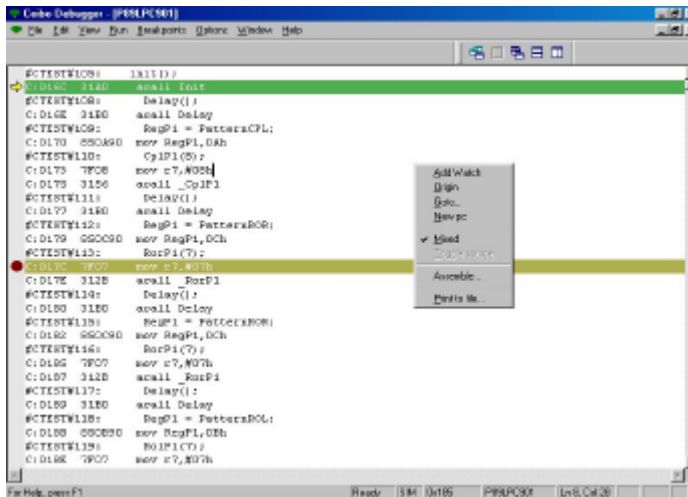 Ceibo Debugger - [P89LPC901]
File Edit View Run Breakpoints Options Window Help
#CTEST#105: Init();
C:016C 31A0 acall Init
#CTEST#108: Delay();
C:016E 31B0 acall Delay
#CTEST#109: RegP1 = PatternCPL;
C:0170 850A90 mov RegP1,0Ah
#CTEST#110: CplP1(8);
C:0173 7F08 mov r7,#08h
C:0175 3156 acall _CplP1
#CTEST#111: Delay();
C:0177 31B0 acall Delay
#CTEST#112: RegP1 = PatternROR;
C:0179 850C90 mov RegP1,0Ch
#CTEST#113: RorP1(7);
C:017C 7F07 mov r7,#07h
C:017E 312B acall _RorP1
#CTEST#114: Delay();
C:0180 31B0 acall Delay
#CTEST#115: RegP1 = PatternROR;
C:0182 850C90 mov RegP1,0Ch
#CTEST#116: RorP1(7);
C:0185 7F07 mov r7,#07h
C:0187 312B acall _RorP1
#CTEST#117: Delay();
C:0189 31B0 acall Delay
#CTEST#118: RegP1 = PatternROL;
C:018B 850B90 mov RegP1,0Bh
#CTEST#119: RolP1(7);
C:018E 7F07 mov r7,#07h
Add Watch
Origin
Goto...
New pc
Mixed
Assemble...
Print to file...
For Help, press F1
Ready SIM 0x185 P89LPC901 Ln 8, Col 28